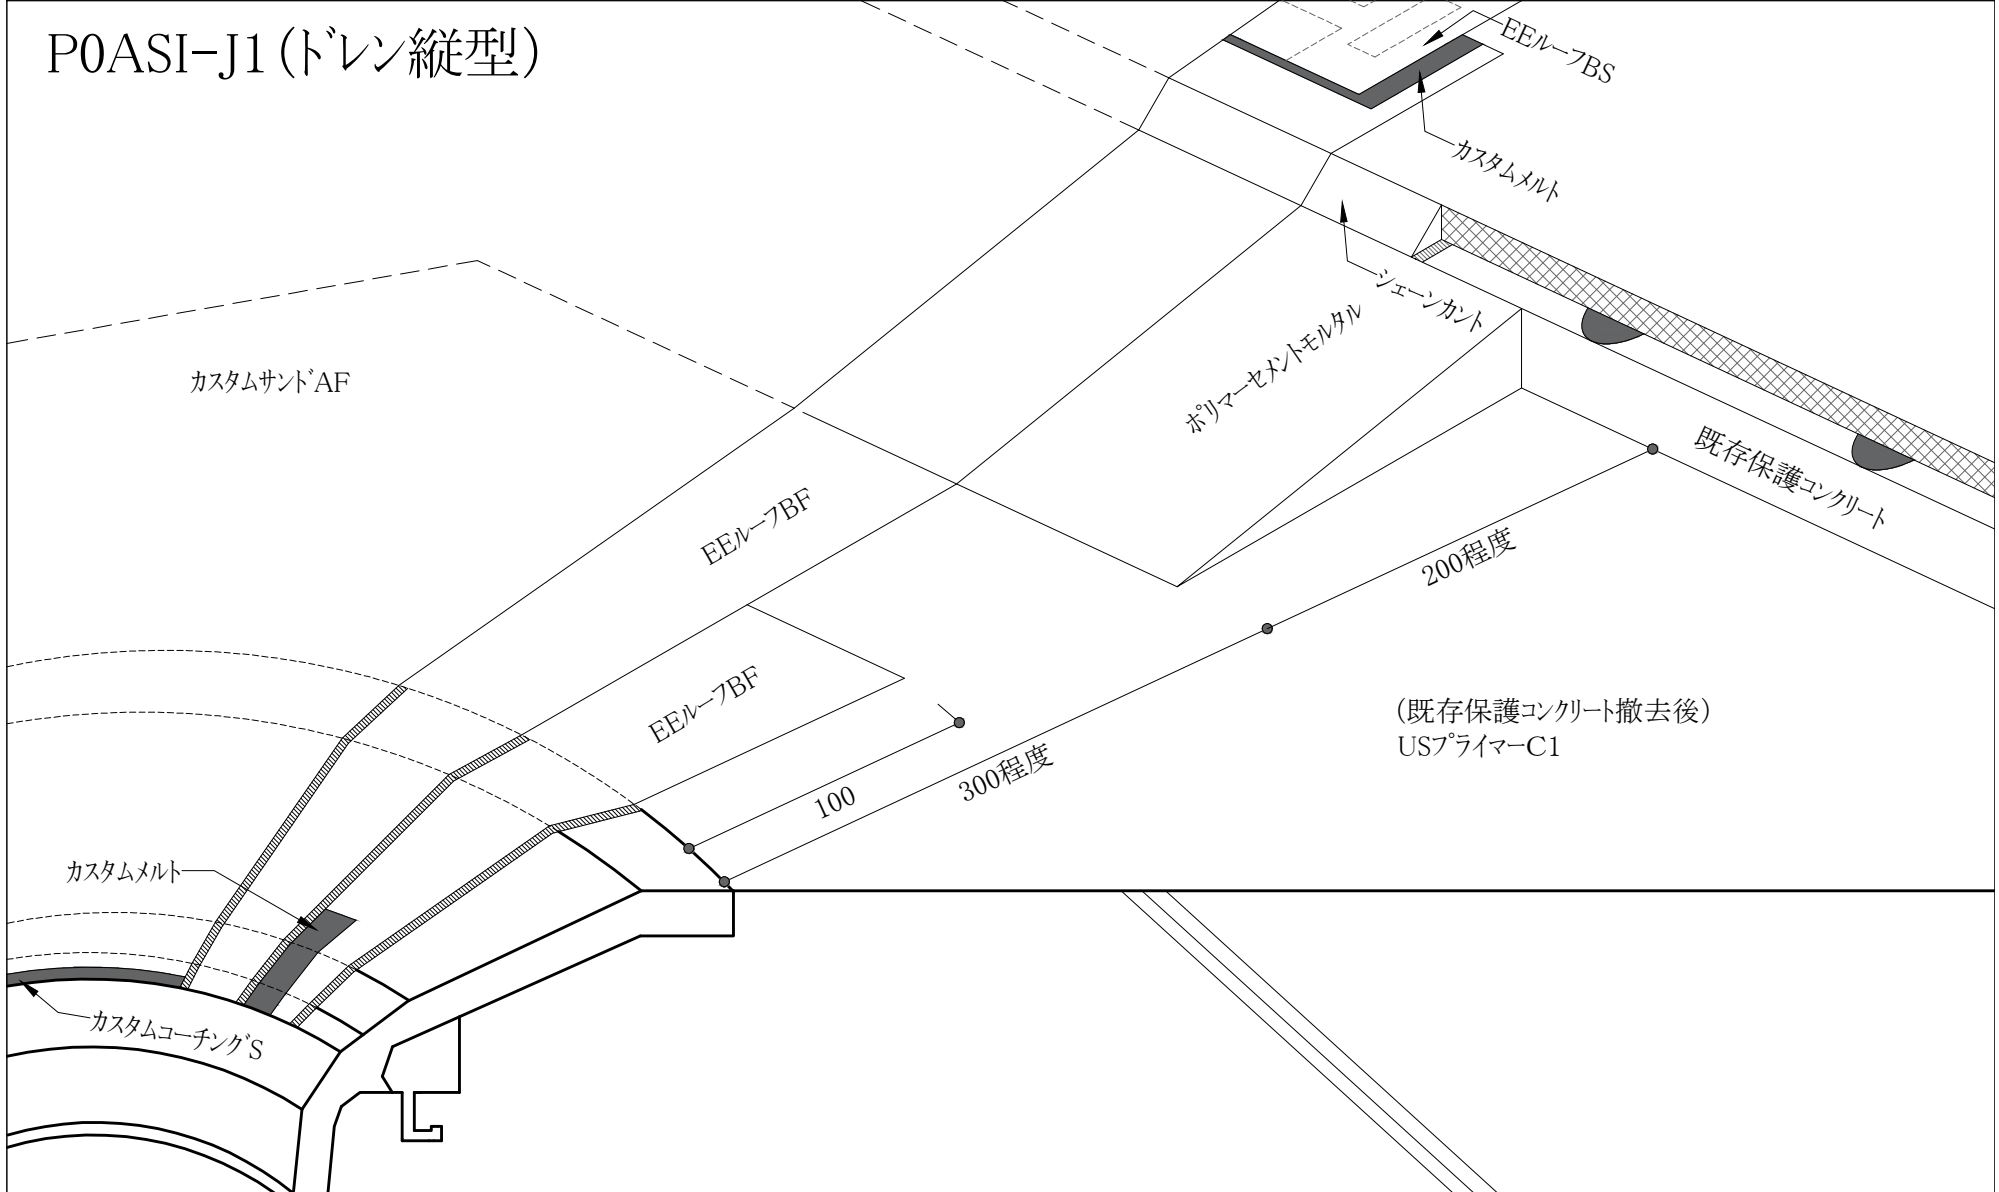 P0ASI-J1(ドレン縦型)
EEルーフBS
カスタムメルト
シェーンカント
ポリマーセメントモルタル
カスタムサンドAF
既存保護コンクリート
EEルーフBF
200程度
EEルーフBF
(既存保護コンクリート撤去後)
USプライマーC1
300程度
100
カスタムメルト
カスタムコーチングS